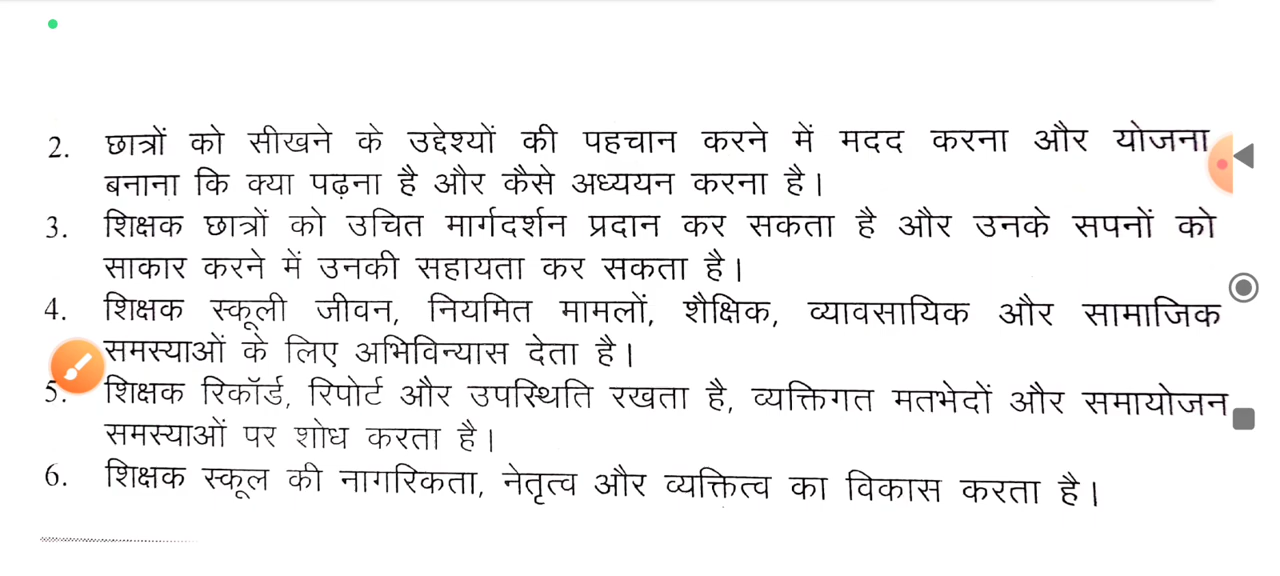 2. छात्रों को सीखने के उद्देश्यों की पहचान करने में मदद करना और योजना
बनाना कि क्या पढ़ना है और कैसे अध्ययन करना है।
3. शिक्षक छात्रों को उचित मार्गदर्शन प्रदान कर सकता है और उनके सपनों को
साकार करने में उनकी सहायता कर सकता है।
4. शिक्षक स्कूली जीवन, नियमित मामलों, शैक्षिक, व्यावसायिक और सामाजिक
समस्याओं के लिए अभिविन्यास देता है।
5. शिक्षक रिकॉर्ड, रिपोर्ट और उपस्थिति रखता है, व्यक्तिगत मतभेदों और समायोजन
समस्याओं पर शोध करता है।
6. शिक्षक स्कूल की नागरिकता, नेतृत्व और व्यक्तित्व का विकास करता है।